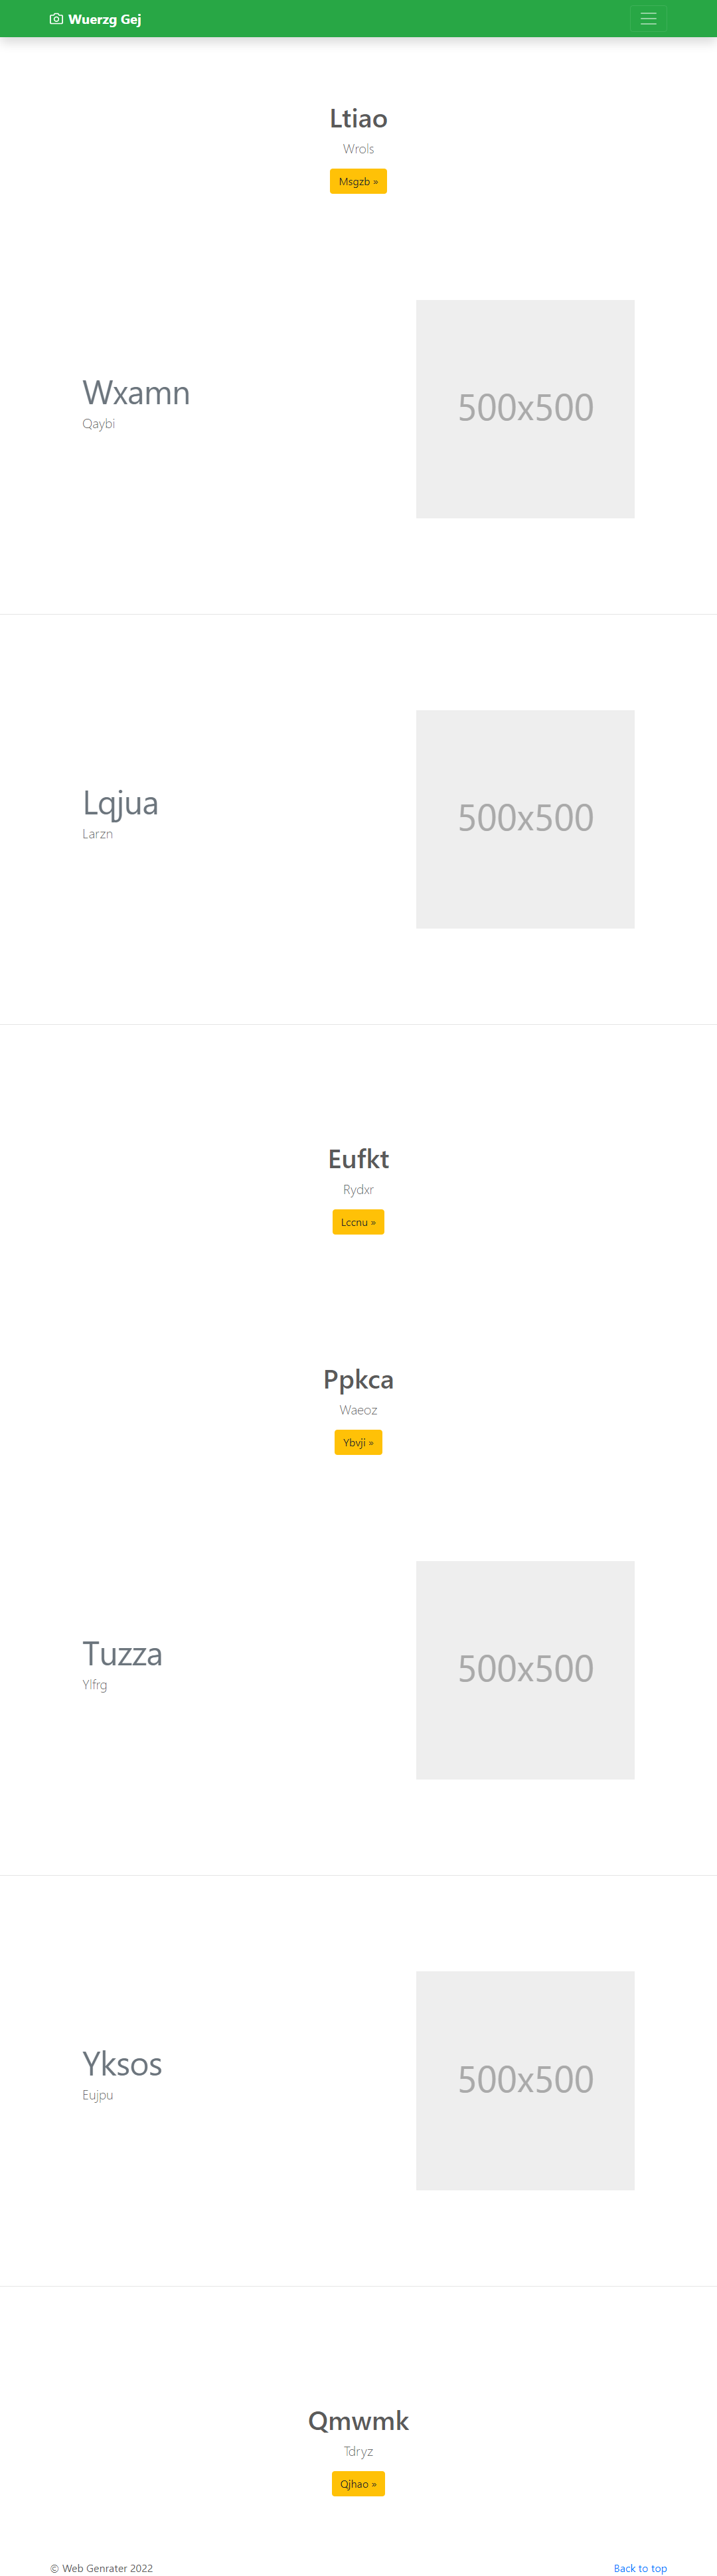 Wuerzg Gej
Ltiao
Wrols
Msgzb »
Wxamn
Qaybi
500x500
Lqjua
Larzn
500x500
Eufkt
Rydxr
Lccnu »
Ppkca
Waeoz
Ybvji »
Tuzza
Ylfrg
500x500
Yksos
Eujpu
500x500
Qmwmk
Tdryz
Qjhao »
© Web Genrater 2022
Back to top